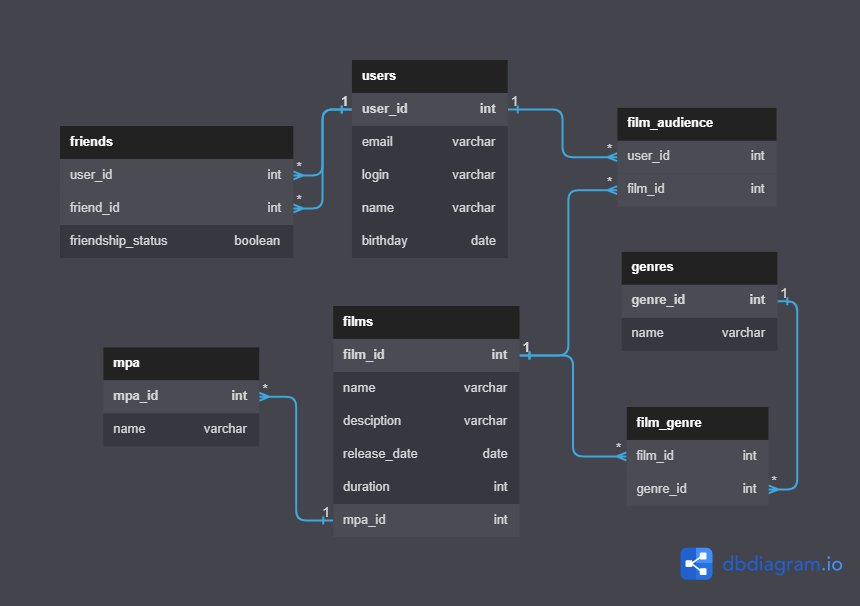 users
user_id int
email varchar
login varchar
name varchar
birthday date
1
1
friends
user_id int
friend_id int
friendship_status boolean
*
*
film_audience
user_id int
film_id int
*
*
genres
genre_id int
name varchar
1
films
film_id int
name varchar
desciption varchar
release_date date
duration int
mpa_id int
1
1
mpa
mpa_id int
name varchar
*
film_genre
film_id int
genre_id int
*
*
dbdiagram.io